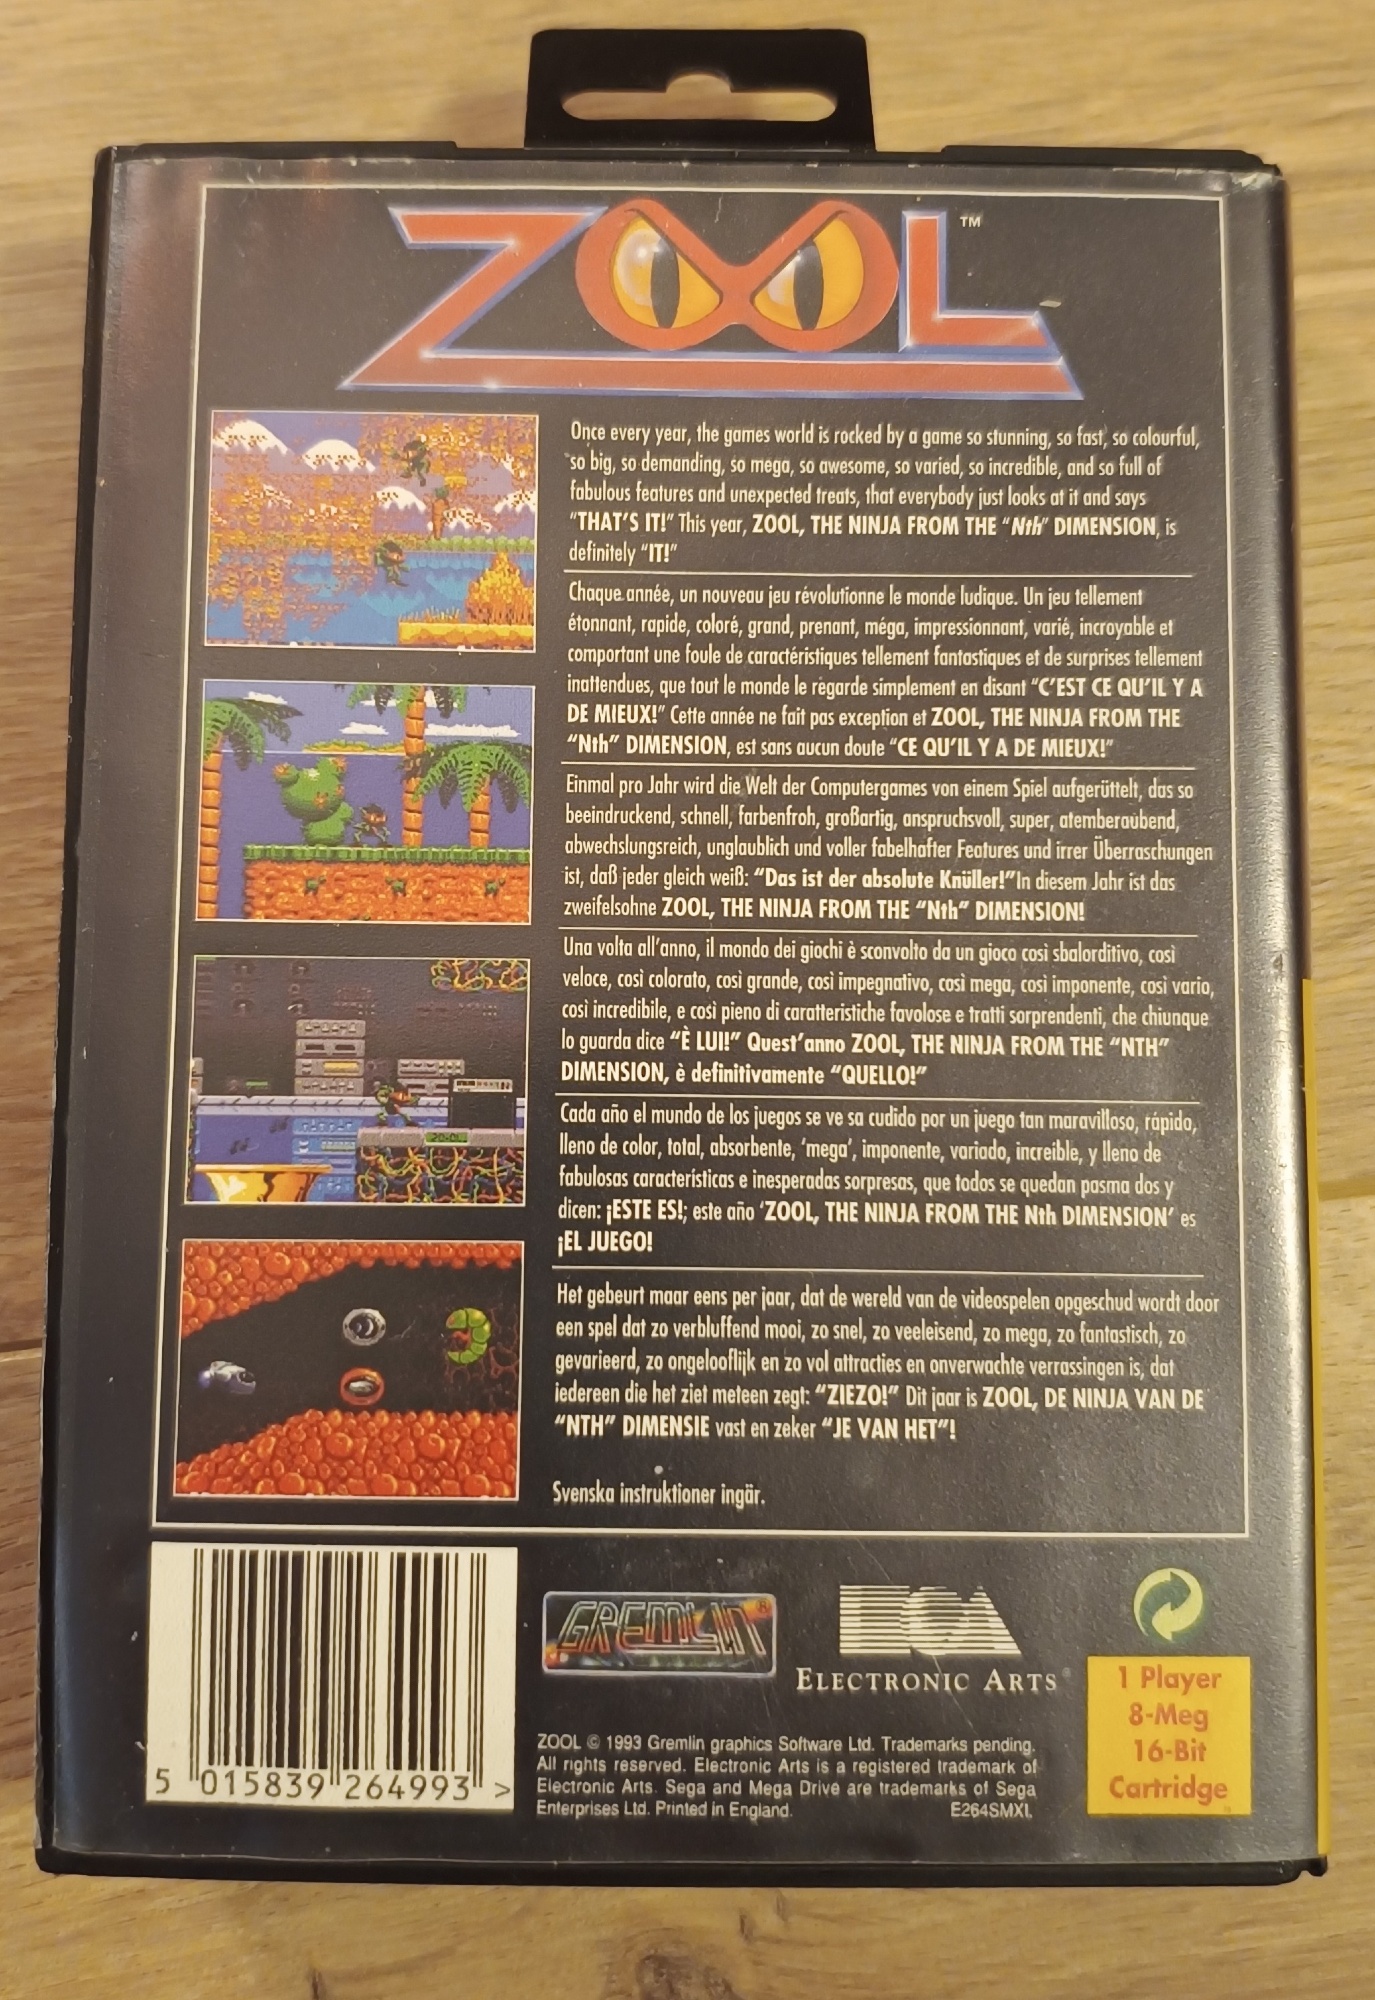 ZOOL™
Once every year, the games world is rocked by a game so stunning, so fast, so colourful,
so big, so demanding, so mega, so awesome, so varied, so incredible, and so full of
fabulous features and unexpected treats, that everybody just looks at it and says
“THAT'S IT!” This year, ZOOL, THE NINJA FROM THE “Nth” DIMENSION, is
definitely “IT!”
Chaque année, un nouveau jeu révolutionne le monde ludique. Un jeu tellement
étonnant, rapide, coloré, grand, prenant, méga, impressionnant, varié, incroyable et
comportant une foule de caractéristiques tellement fantastiques et de surprises tellement
inattendues, que tout le monde le regarde simplement en disant “C'EST CE QU'IL Y A
DE MIEUX!” Cette année ne fait pas exception et ZOOL, THE NINJA FROM THE
“Nth” DIMENSION, est sans aucun doute “CE QU'IL Y A DE MIEUX!”
Einmal pro Jahr wird die Welt der Computergames von einem Spiel aufgerüttelt, das so
beeindruckend, schnell, farbenfroh, großartig, anspruchsvoll, super, atemberaubend,
abwechslungsreich, unglaublich und voller fabelhafter Features und irrer Überraschungen
ist, daß jeder gleich weiß: “Das ist der absolute Knüller!”In diesem Jahr ist das
zweifelsohne ZOOL, THE NINJA FROM THE “Nth” DIMENSION!
Una volta all'anno, il mondo dei giochi è sconvolto da un gioco così sbalorditivo, così
veloce, così colorato, così grande, così impegnativo, così mega, così imponente, così vario,
così incredibile, e così pieno di caratteristiche favolose e tratti sorprendenti, che chiunque
lo guarda dice “È LUI!” Quest'anno ZOOL, THE NINJA FROM THE “NTH”
DIMENSION, è definitivamente “QUELLO!”
Cada año el mundo de los juegos se ve sa cudido por un juego tan maravilloso, rápido,
lleno de color, total, absorbente, ‘mega’, imponente, variado, increíble, y lleno de
fabulosas características e inesperadas sorpresas, que todos se quedan pasma dos y
dicen: ¡ESTE ES!; este año ‘ZOOL, THE NINJA FROM THE Nth DIMENSION’ es
¡EL JUEGO!
Het gebeurt maar eens per jaar, dat de wereld van de videospelen opgeschud wordt door
een spel dat zo verbluffend mooi, zo snel, zo veeleisend, zo mega, zo fantastisch, zo
gevarieerd, zo ongelooflijk en zo vol attracties en onverwachte verrassingen is, dat
iedereen die het ziet meteen zegt: “ZIEZO!” Dit jaar is ZOOL, DE NINJA VAN DE
“NTH” DIMENSIE vast en zeker “JE VAN HET”!
Svenska instruktioner ingär.
5 015839 264993 >
GREMLIN®
EA
ELECTRONIC ARTS®
ZOOL © 1993 Gremlin graphics Software Ltd. Trademarks pending.
All rights reserved. Electronic Arts is a registered trademark of
Electronic Arts. Sega and Mega Drive are trademarks of Sega
Enterprises Ltd. Printed in England. E264SMXL
1 Player
8-Meg
16-Bit
Cartridge